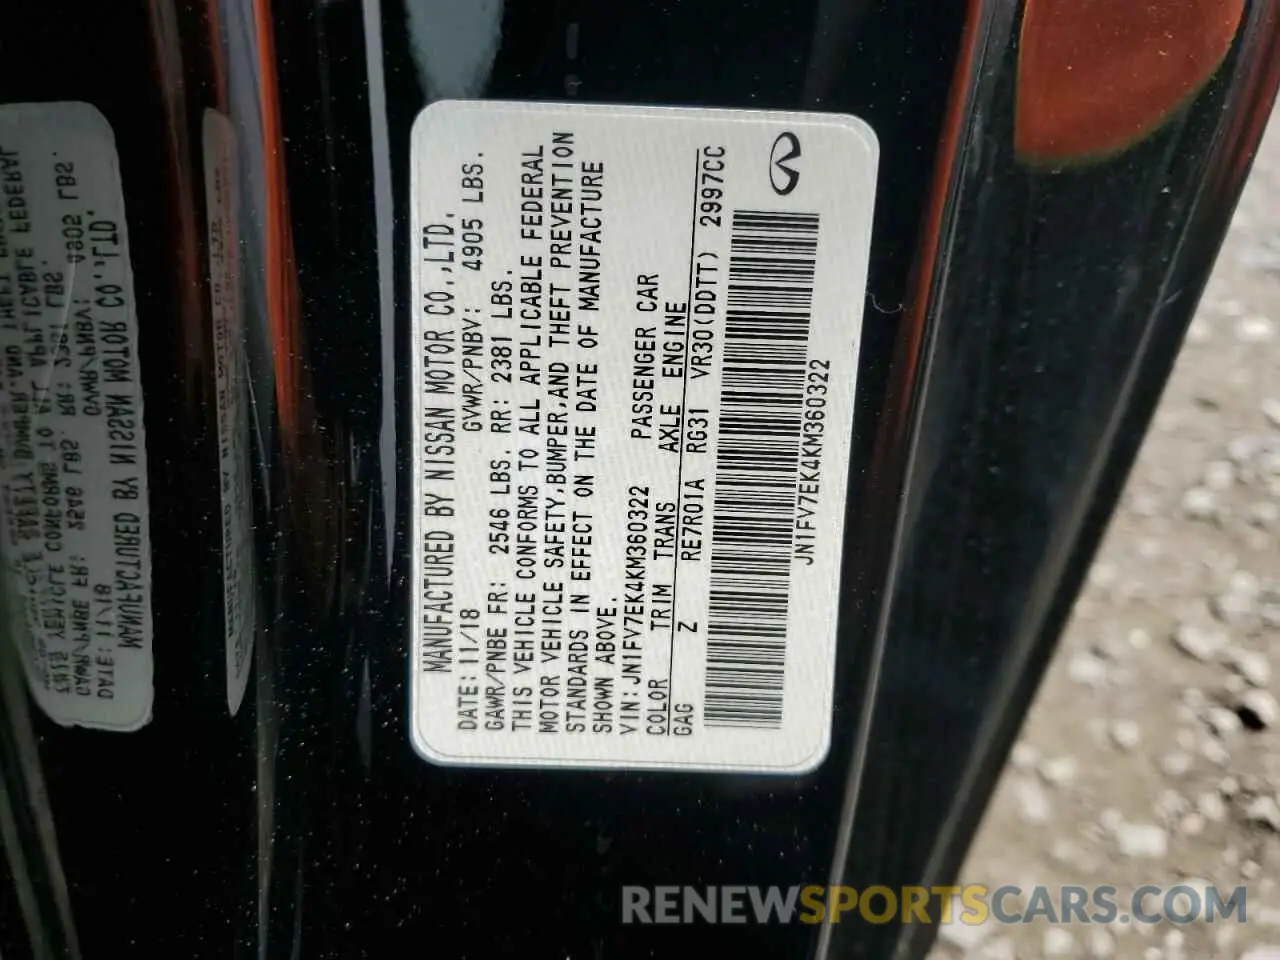 MANUFACTURED BY NISSAN MOTOR CO.,LTD.
DATE:11/18 GVWR/PNBV: 4905 LBS.
GAWR/PNBE FR: 2546 LBS. RR: 2381 LBS.
THIS VEHICLE CONFORMS TO ALL APPLICABLE FEDERAL
MOTOR VEHICLE SAFETY,BUMPER,AND THEFT PREVENTION
STANDARDS IN EFFECT ON THE DATE OF MANUFACTURE
SHOWN ABOVE.
VIN:JN1FV7EK4KM360322 PASSENGER CAR
COLOR TRIM TRANS AXLE ENGINE
GAG Z RE7R01A RG31 VR30(DDTT) 2997CC
JN1FV7EK4KM360322
RENEWSPORTSCARS.COM